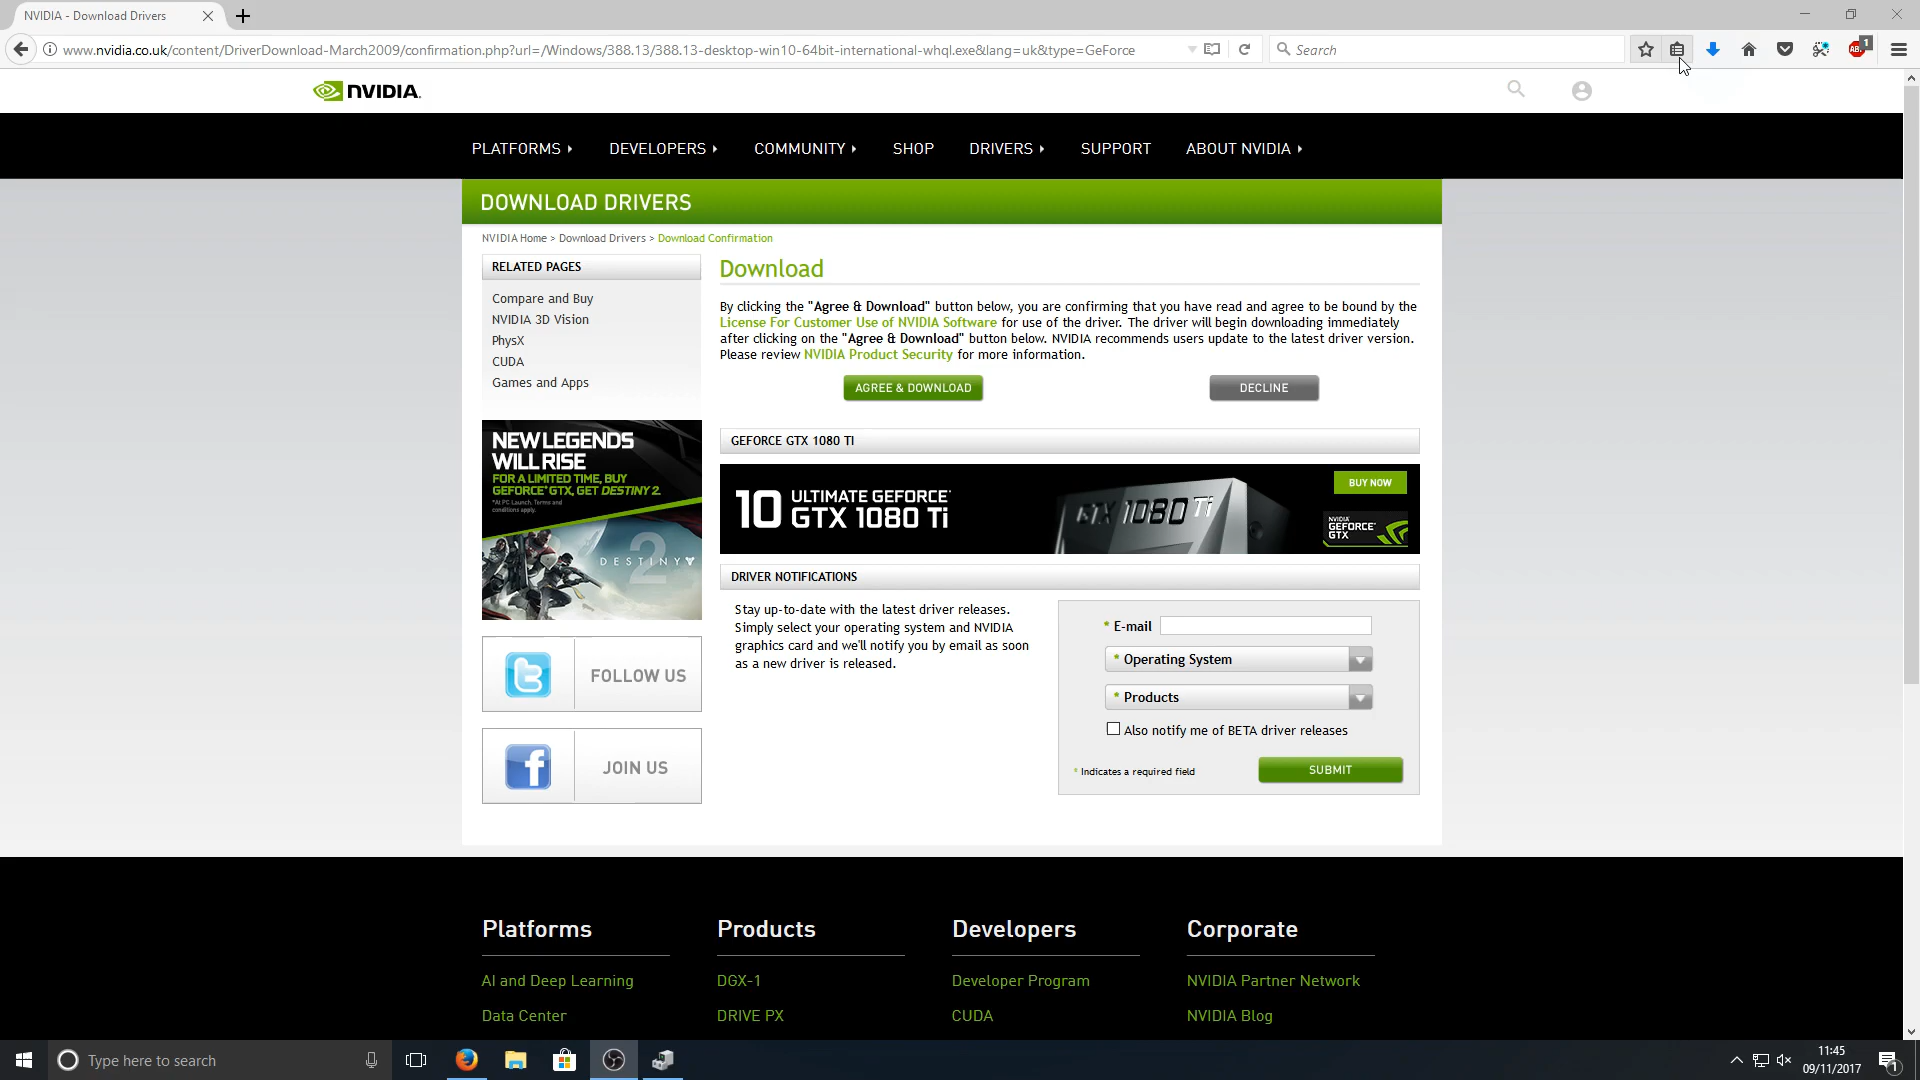 NVIDIA - Download Drivers
www.nvidia.co.uk/content/DriverDownload-March2009/confirmation.php?url=/Windows/388.13/388.13-desktop-win10-64bit-international-whql.exe&lang=uk&type=GeForce
Search
ABP
1
NVIDIA.
PLATFORMS
DEVELOPERS
COMMUNITY
SHOP
DRIVERS
SUPPORT
ABOUT NVIDIA
DOWNLOAD DRIVERS
NVIDIA Home > Download Drivers > Download Confirmation
RELATED PAGES
Compare and Buy
NVIDIA 3D Vision
PhysX
CUDA
Games and Apps
NEW LEGENDS
WILL RISE
FOR A LIMITED TIME, BUY
GEFORCE® GTX, GET DESTINY 2.
*At PC Launch. Terms and
conditions apply.
DESTINY
2
FOLLOW US
JOIN US
Download
By clicking the "Agree & Download" button below, you are confirming that you have read and agree to be bound by the
License For Customer Use of NVIDIA Software for use of the driver. The driver will begin downloading immediately
after clicking on the "Agree & Download" button below. NVIDIA recommends users update to the latest driver version.
Please review NVIDIA Product Security for more information.
AGREE & DOWNLOAD
DECLINE
GEFORCE GTX 1080 TI
10 ULTIMATE GEFORCE®
GTX 1080 Ti
GTX 1080 Ti
BUY NOW
NVIDIA
GEFORCE®
GTX
DRIVER NOTIFICATIONS
Stay up-to-date with the latest driver releases.
Simply select your operating system and NVIDIA
graphics card and we'll notify you by email as soon
as a new driver is released.
* E-mail
* Operating System
* Products
Also notify me of BETA driver releases
* Indicates a required field
SUBMIT
Platforms
AI and Deep Learning
Data Center
Products
DGX-1
DRIVE PX
Developers
Developer Program
CUDA
Corporate
NVIDIA Partner Network
NVIDIA Blog
Type here to search
11:45
09/11/2017
1